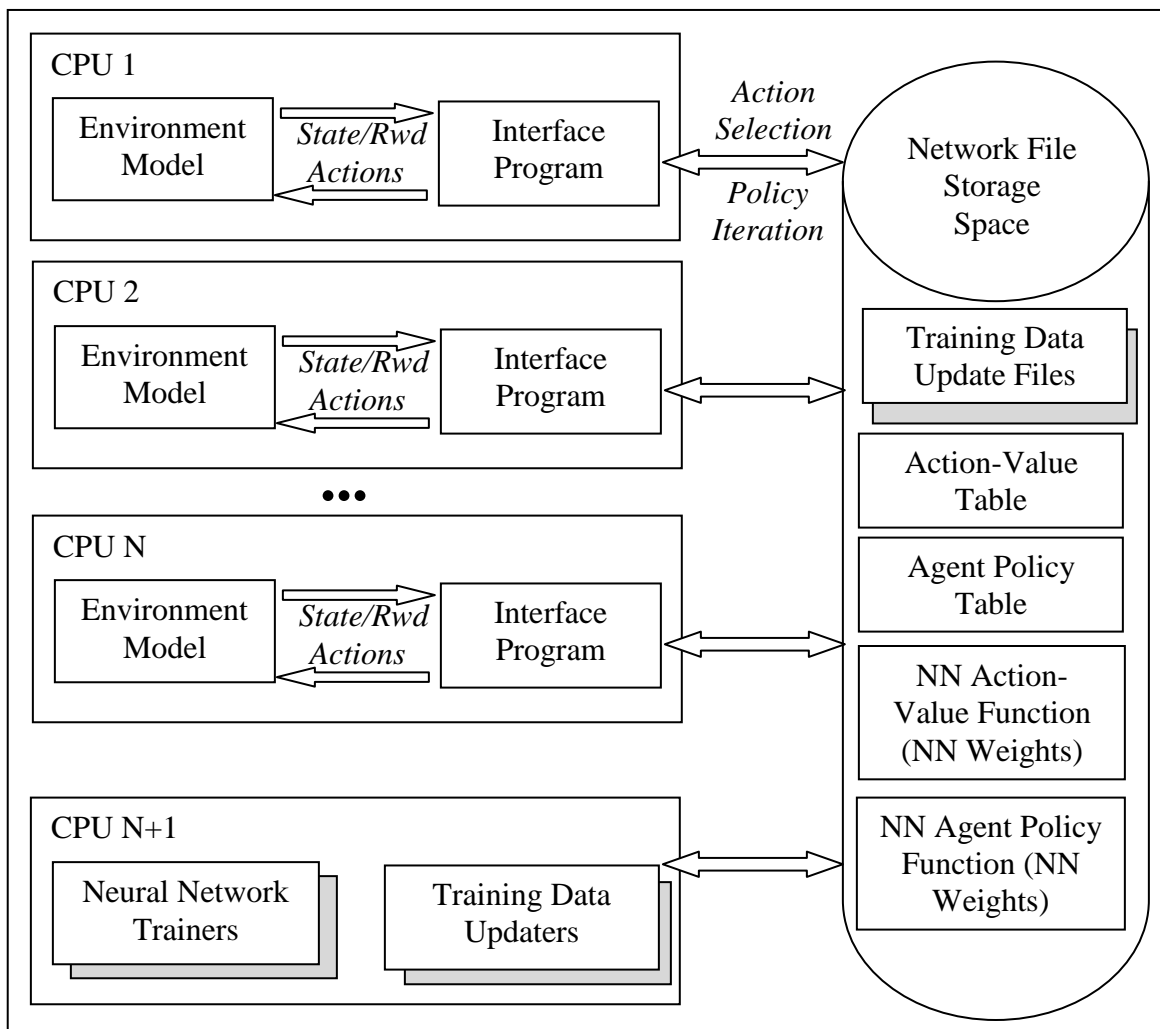 CPU 1
Environment
Model
State/Rwd
Actions
Interface
Program
Action
Selection
Policy
Iteration
Network File
Storage
Space
CPU 2
Environment
Model
State/Rwd
Actions
Interface
Program
Training Data
Update Files
Action-Value
Table
•••
CPU N
Environment
Model
State/Rwd
Actions
Interface
Program
Agent Policy
Table
NN Action-
Value Function
(NN Weights)
CPU N+1
Neural Network
Trainers
Training Data
Updaters
NN Agent Policy
Function (NN
Weights)